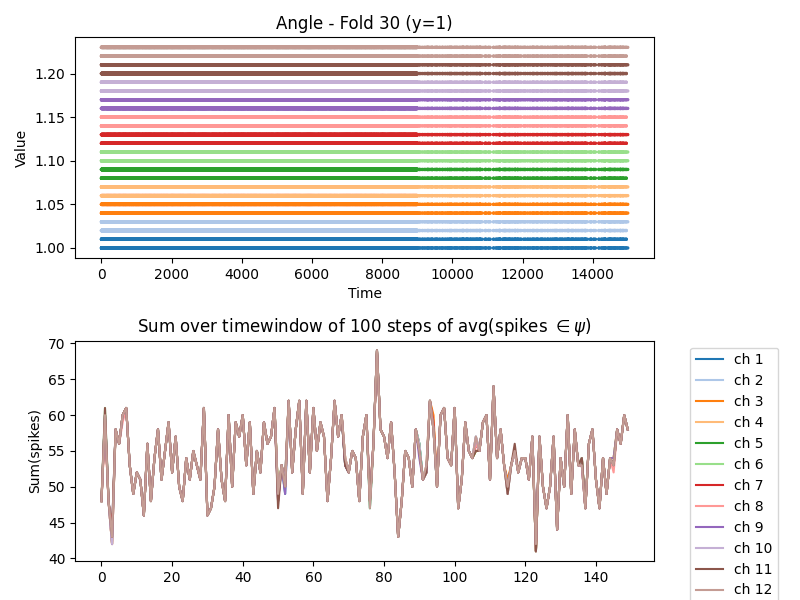 Angle - Fold 30 (y=1)
Value
1.20
1.15
1.10
1.05
1.00
0 2000 4000 6000 8000 10000 12000 14000
Time
Sum over timewindow of 100 steps of avg(spikes ∈ ψ)
Sum(spikes)
70
65
60
55
50
45
40
0 20 40 60 80 100 120 140
ch 1
ch 2
ch 3
ch 4
ch 5
ch 6
ch 7
ch 8
ch 9
ch 10
ch 11
ch 12